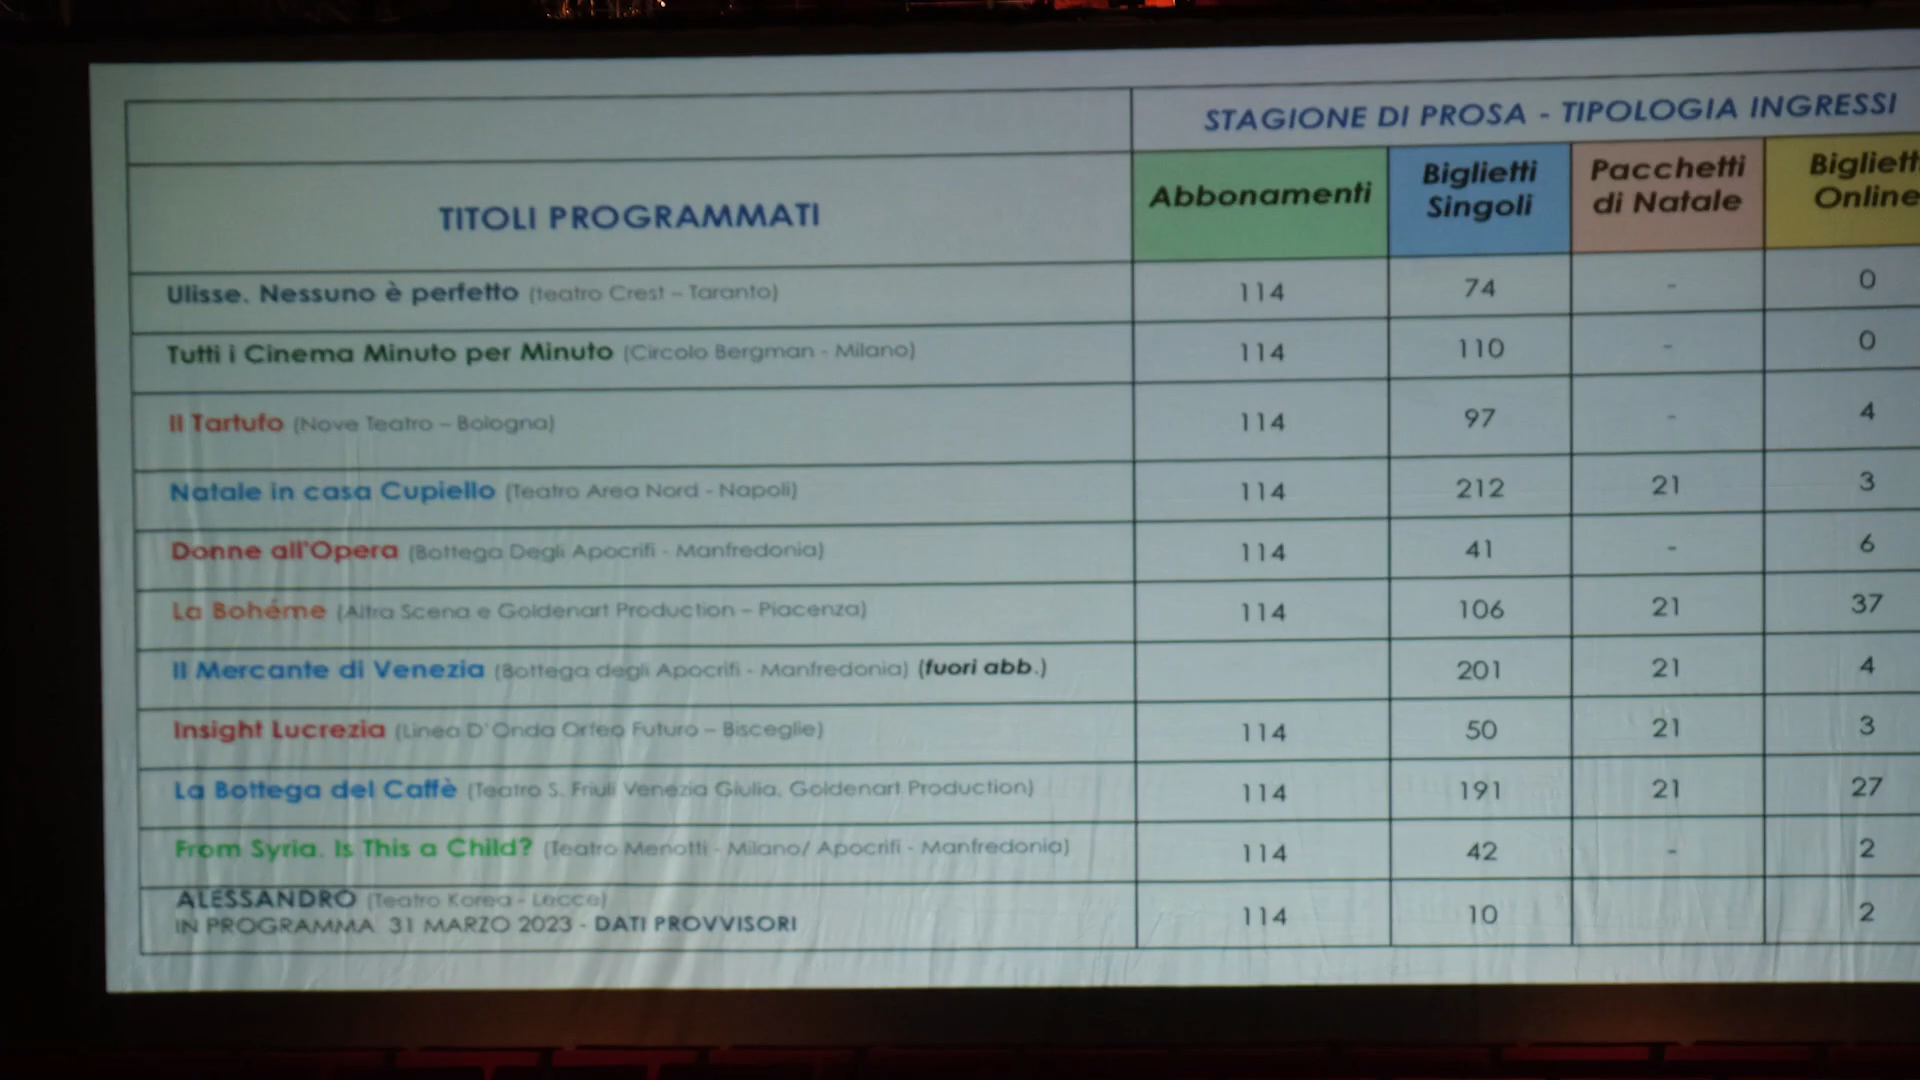 STAGIONE DI PROSA - TIPOLOGIA INGRESSI
TITOLI PROGRAMMATI
Abbonamenti
Biglietti
Singoli
Pacchetti
di Natale
Biglietti
Online
Ulisse. Nessuno è perfetto (teatro Crest – Taranto) 114 74 - 0
Tutti i Cinema Minuto per Minuto (Circolo Bergman - Milano) 114 110 - 0
Il Tartufo (Nove Teatro – Bologna) 114 97 - 4
Natale in casa Cupiello (Teatro Area Nord - Napoli) 114 212 21 3
Donne all'Opera (Bottega Degli Apocrifi - Manfredonia) 114 41 - 6
La Bohéme (Altra Scena e Goldenart Production – Piacenza) 114 106 21 37
Il Mercante di Venezia (Bottega degli Apocrifi - Manfredonia) (fuori abb.) 201 21 4
Insight Lucrezia (Linea D'Onda Orfeo Futuro – Bisceglie) 114 50 21 3
La Bottega del Caffè (Teatro S. Friuli Venezia Giulia, Goldenart Production) 114 191 21 27
From Syria. Is This a Child? (Teatro Menotti - Milano/ Apocrifi - Manfredonia) 114 42 - 2
ALESSANDRO (Teatro Korea - Lecce)
IN PROGRAMMA 31 MARZO 2023 - DATI PROVVISORI 114 10 2